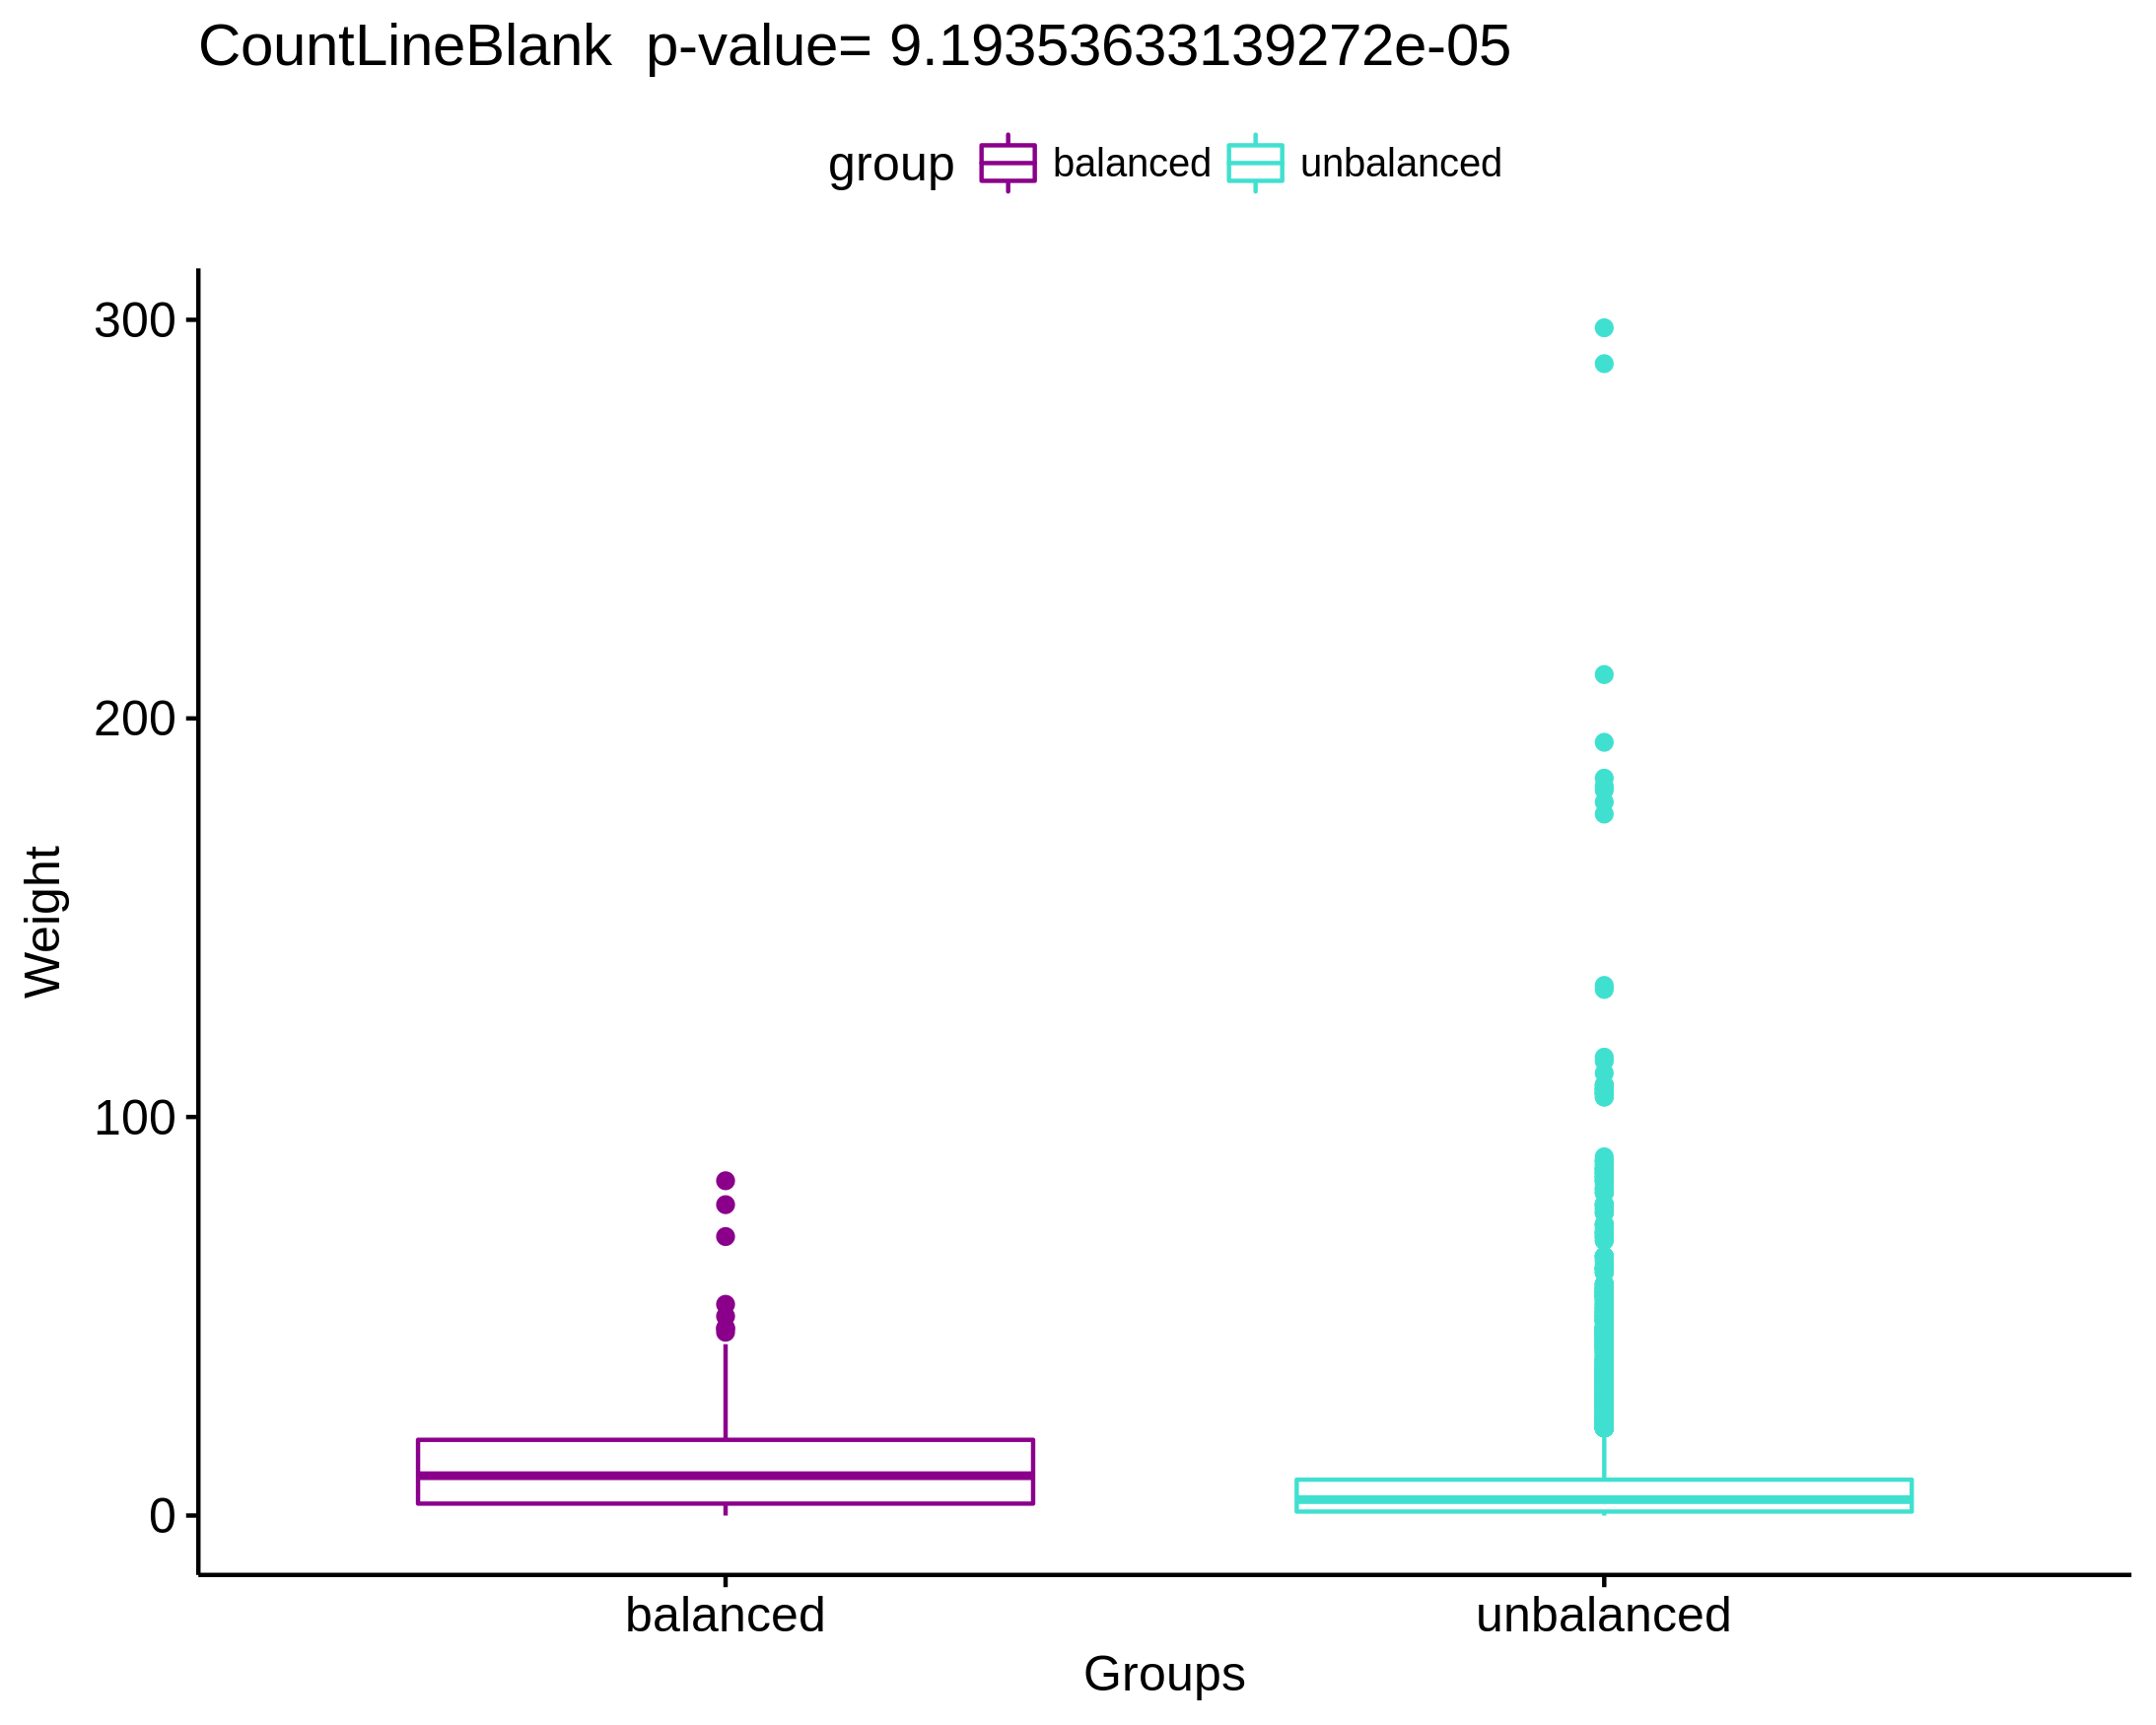 CountLineBlank  p-value= 9.19353633139272e-05
group balanced unbalanced
300
200
100
0
Weight
balanced unbalanced
Groups